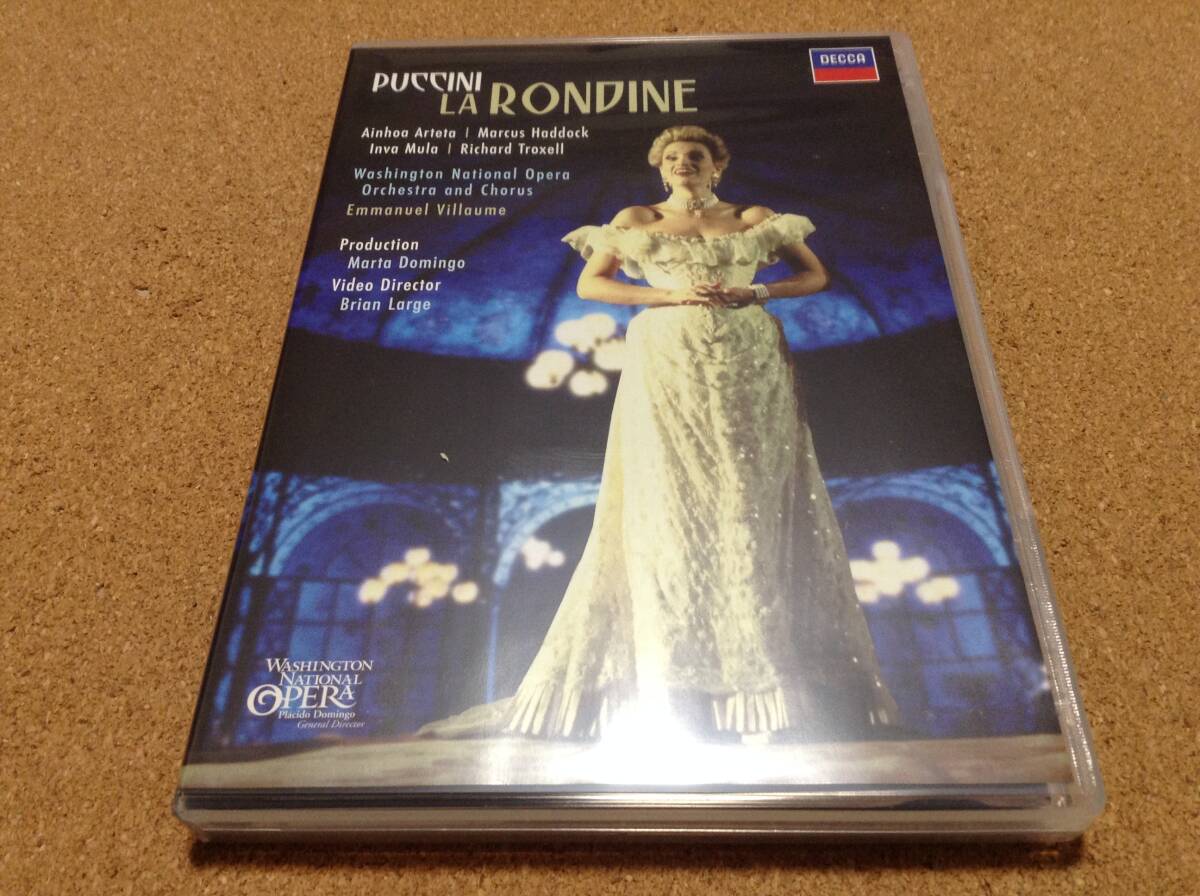 PUCCINI
LA RONDINE
DECCA
Ainhoa Arteta | Marcus Haddock
Inva Mula | Richard Troxell
Washington National Opera
Orchestra and Chorus
Emmanuel Villaume
Production
Marta Domingo
Video Director
Brian Large
WASHINGTON
NATIONAL
OPERA
Plácido Domingo
General Director